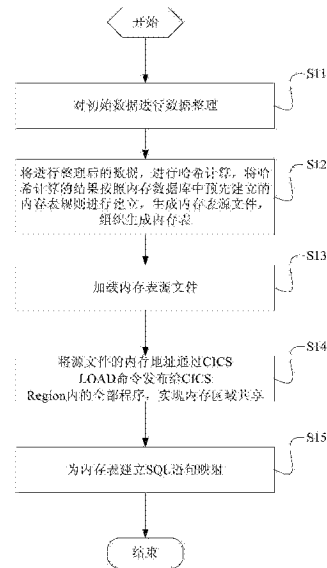 开始
S11
对初始数据进行数据整理
S12
将进行整理后的数据，进行哈希计算，将哈
希计算的结果按照内存数据库中预先建立的
内存表规则进行建立，生成内存表源文件，
组织生成内存表
S13
加载内存表源文件
S14
将源文件的内存地址通过CICS
LOAD命令发布给CICS
Region内的全部程序，实现内存区域共享
S15
为内存表建立SQL语句映射
结束